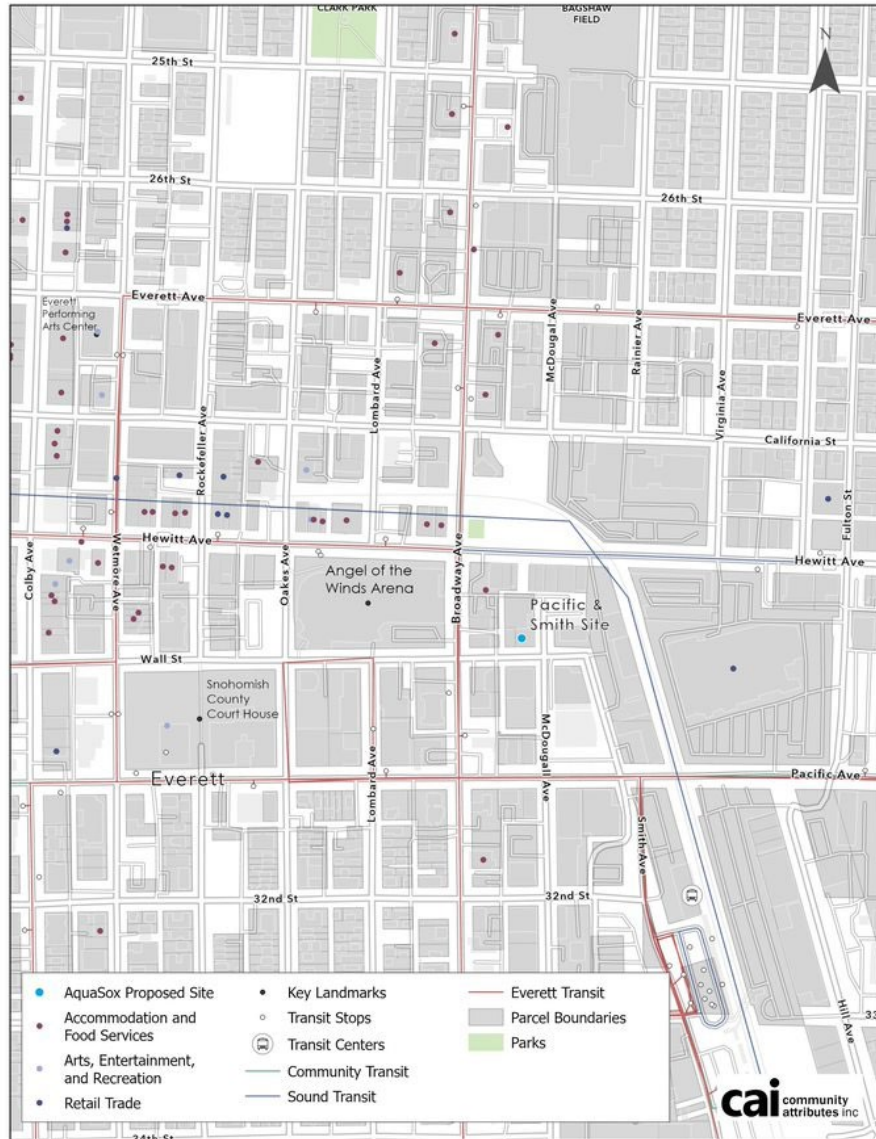 CLARK PARK
BAGSHAW
FIELD
N
25th St
26th St
26th St
Everett Ave
Everett Ave
Everett
Performing
Arts Center
McDougal Ave
Rainier Ave
Lombard Ave
Virginia Ave
Rockefeller Ave
California St
Fulton St
Hewitt Ave
Hewitt Ave
Colby Ave
Wetmore Ave
Oakes Ave
Broadway Ave
Angel of the
Winds Arena
Pacific &
Smith Site
Wall St
Snohomish
County
Court House
McDougall Ave
Everett
Lombard Ave
Pacific Ave
Smith Ave
32nd St
32nd St
Hill Ave
33
34th St
AquaSox Proposed Site
Accommodation and
Food Services
Arts, Entertainment,
and Recreation
Retail Trade
Key Landmarks
Transit Stops
Transit Centers
Community Transit
Sound Transit
Everett Transit
Parcel Boundaries
Parks
cai community
attributes inc